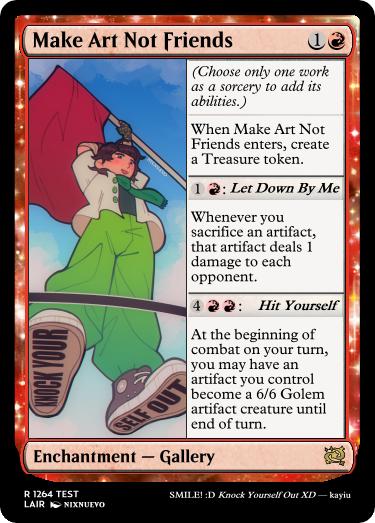 Make Art Not Friends 1R
(Choose only one work
as a sorcery to add its
abilities.)
When Make Art Not
Friends enters, create
a Treasure token.
1 R: Let Down By Me
Whenever you
sacrifice an artifact,
that artifact deals 1
damage to each
opponent.
4 R R: Hit Yourself
At the beginning of
combat on your turn,
you may have an
artifact you control
become a 6/6 Golem
artifact creature until
end of turn.
KNOCK YOUR
SELF OUT
Enchantment — Gallery
R 1264 TEST
LAIR NIXNUEVO
SMILE! :D Knock Yourself Out XD — kayiu